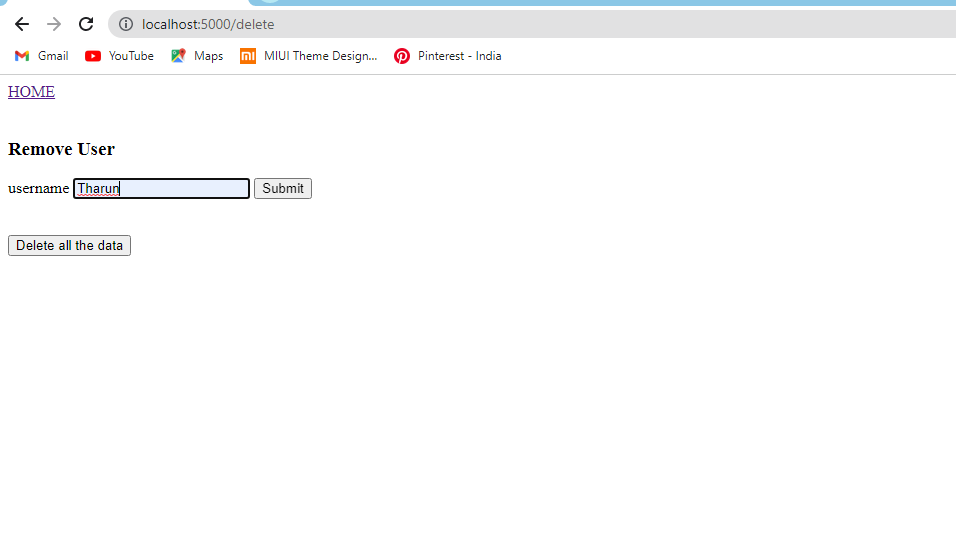 localhost:5000/delete
Gmail YouTube Maps MIUI Theme Design... Pinterest - India
HOME
Remove User
username Tharun Submit
Delete all the data